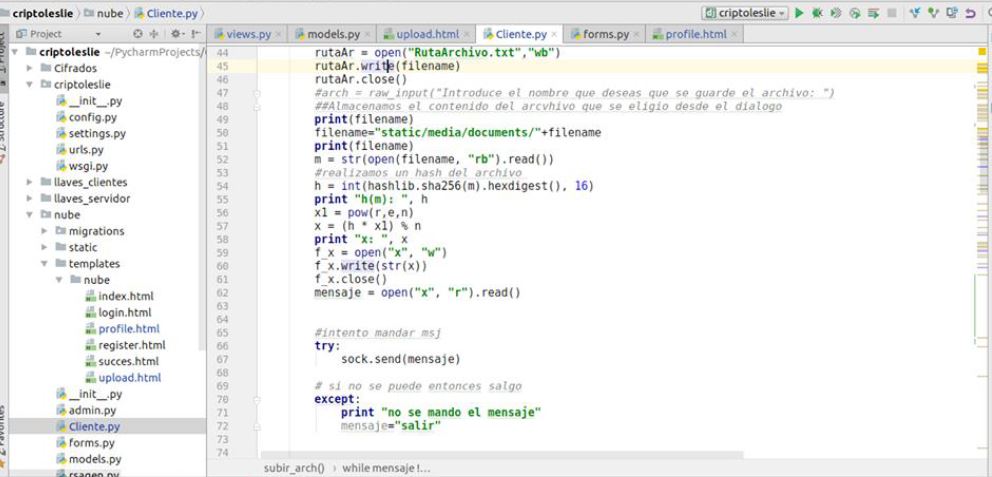 criptoleslie nube Cliente.py
criptoleslie
Project
views.py models.py upload.html Cliente.py forms.py profile.html
criptoleslie ~/PycharmProjects/
Cifrados
criptoleslie
__init__.py
config.py
settings.py
urls.py
wsgi.py
llaves_clientes
llaves_servidor
nube
migrations
static
templates
nube
index.html
login.html
profile.html
register.html
succes.html
upload.html
__init__.py
admin.py
Cliente.py
forms.py
models.py
rsagen.py
44 rutaAr = open("RutaArchivo.txt","wb")
45 rutaAr.write(filename)
46 rutaAr.close()
47 #arch = raw_input("Introduce el nombre que deseas que se guarde el archivo: ")
48 ##Almacenamos el contenido del arcvhivo que se eligio desde el dialogo
49 print(filename)
50 filename="static/media/documents/"+filename
51 print(filename)
52 m = str(open(filename, "rb").read())
53 #realizamos un hash del archivo
54 h = int(hashlib.sha256(m).hexdigest(), 16)
55 print "h(m): ", h
56 x1 = pow(r,e,n)
57 x = (h * x1) % n
58 print "x: ", x
59 f_x = open("x", "w")
60 f_x.write(str(x))
61 f_x.close()
62 mensaje = open("x", "r").read()
63
64
65 #intento mandar msj
66 try:
67 sock.send(mensaje)
68
69 # si no se puede entonces salgo
70 except:
71 print "no se mando el mensaje"
72 mensaje="salir"
73
74
subir_arch() while mensaje !...